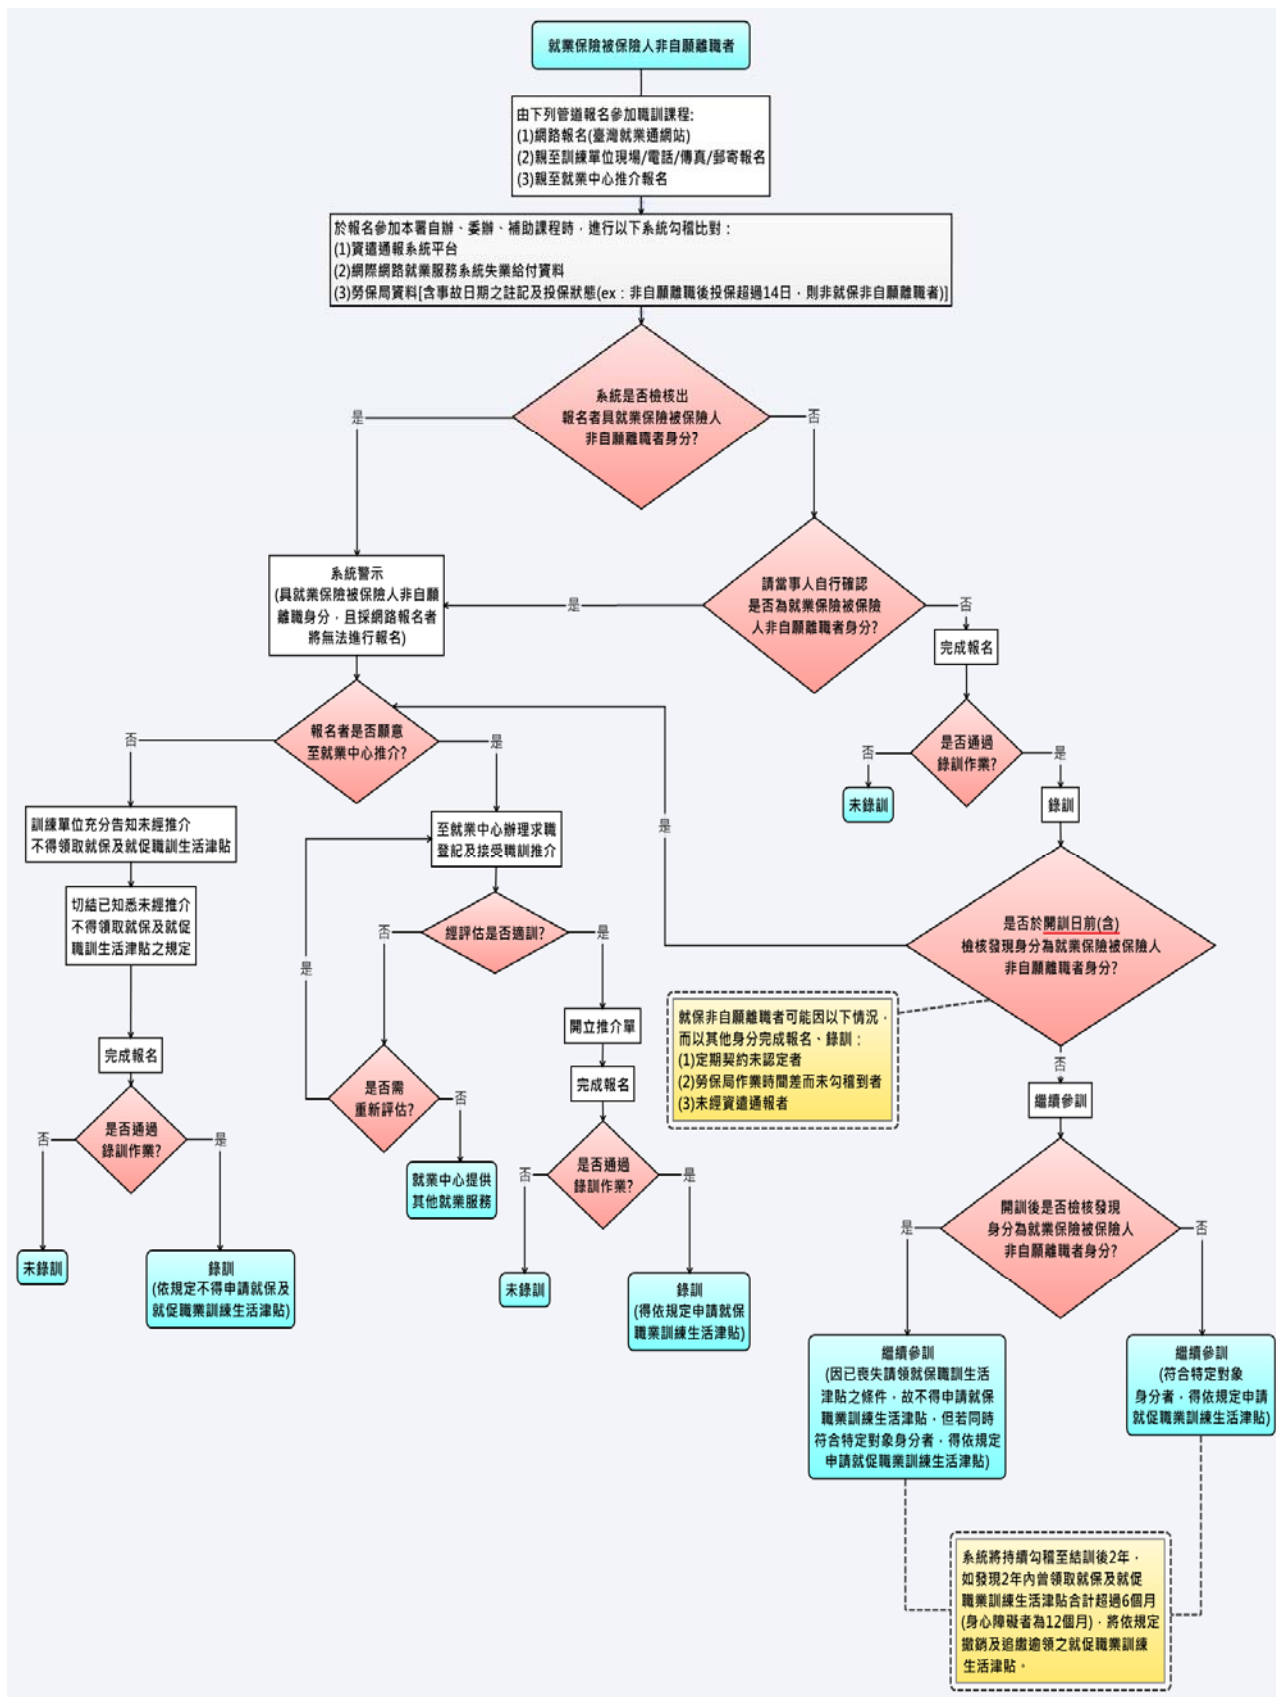 就業保險被保險人非自願離職者
由下列管道報名參加職訓課程:
(1)網路報名(臺灣就業通網站)
(2)親至訓練單位現場/電話/傳真/郵寄報名
(3)親至就業中心推介報名
於報名參加本署自辦、委辦、補助課程時，進行以下系統勾稽比對：
(1)資遣通報系統平台
(2)網際網路就業服務系統失業給付資料
(3)勞保局資料[含事故日期之註記及投保狀態(ex：非自願離職後投保超過14日，則非就保非自願離職者)]
系統是否檢核出
報名者具就業保險被保險人
非自願離職者身分?
是
否
系統警示
(具就業保險被保險人非自願
離職身分，且採網路報名者
將無法進行報名)
請當事人自行確認
是否為就業保險被保險
人非自願離職者身分?
是
否
完成報名
是否通過
錄訓作業?
否
是
未錄訓
錄訓
報名者是否願意
至就業中心推介?
否
是
訓練單位充分告知未經推介
不得領取就保及就促職訓生活津貼
切結已知悉未經推介
不得領取就保及就促
職訓生活津貼之規定
完成報名
是否通過
錄訓作業?
否
是
未錄訓
錄訓
(依規定不得申請就保及
就促職業訓練生活津貼)
至就業中心辦理求職
登記及接受職訓推介
經評估是否適訓?
否
是
是
是否需
重新評估?
否
就業中心提供
其他就業服務
開立推介單
完成報名
是否通過
錄訓作業?
否
是
未錄訓
錄訓
(得依規定申請就保
職業訓練生活津貼)
是
是否於開訓日前(含)
檢核發現身分為就業保險被保險人
非自願離職者身分?
就保非自願離職者可能因以下情況，
而以其他身分完成報名、錄訓：
(1)定期契約未認定者
(2)勞保局作業時間差而未勾稽到者
(3)未經資遣通報者
否
繼續參訓
開訓後是否檢核發現
身分為就業保險被保險人
非自願離職者身分?
是
否
繼續參訓
(因已喪失請領就保職訓生活
津貼之條件，故不得申請就保
職業訓練生活津貼，但若同時
符合特定對象身分者，得依規定
申請就促職業訓練生活津貼)
繼續參訓
(符合特定對象
身分者，得依規定申請
就促職業訓練生活津貼)
系統將持續勾稽至結訓後2年，
如發現2年內曾領取就保及就促
職業訓練生活津貼合計超過6個月
(身心障礙者為12個月)，將依規定
撤銷及追繳逾領之就促職業訓練
生活津貼。